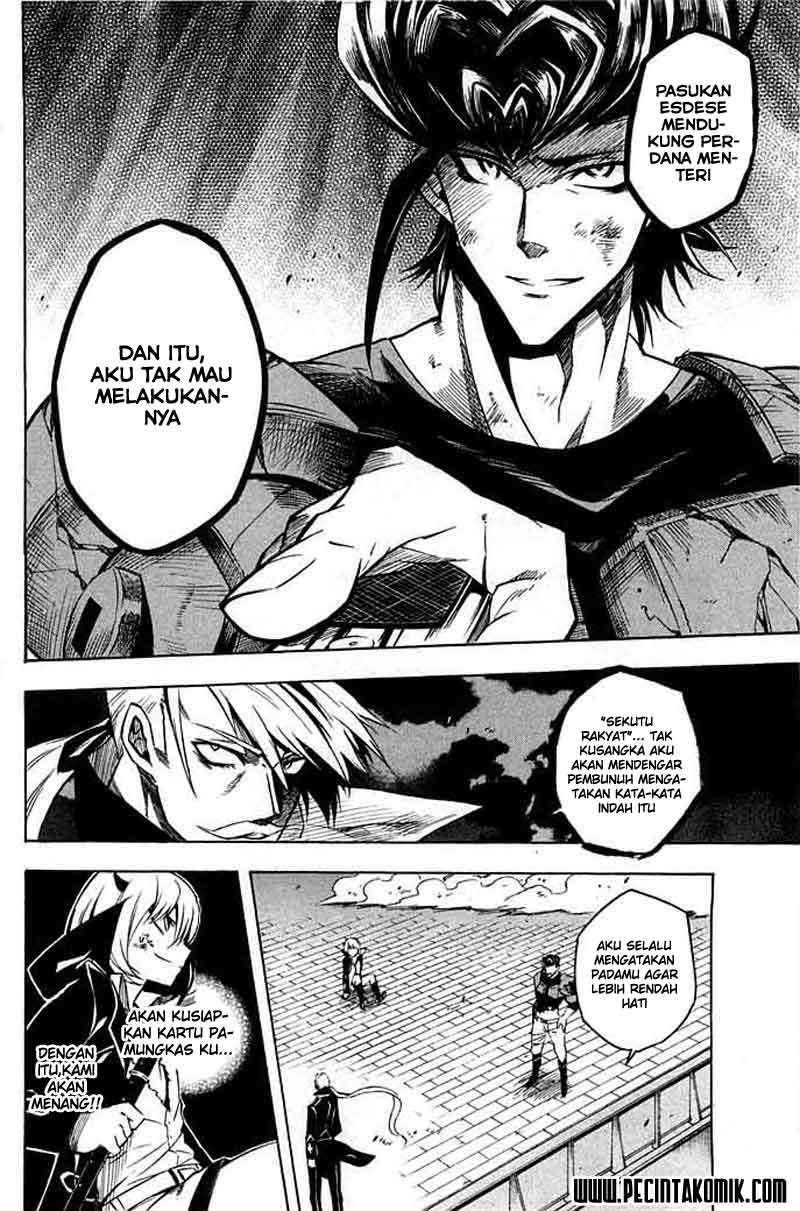 PASUKAN
ESDESE
MENDU-
KUNG PER-
DANA MEN-
TERI
DAN ITU,
AKU TAK MAU
MELAKUKAN-
NYA
"SEKUTU
RAKYAT"... TAK
KUSANGKA AKU
AKAN MENDENGAR
PEMBUNUH MENGA-
TAKAN KATA-KATA
INDAH ITU
AKAN KUSIAP-
KAN KARTU PA-
MUNGKAS KU...
DENGAN
ITU,KAMI
AKAN
MENANG!!
AKU SELALU
MENGATAKAN
PADAMU AGAR
LEBIH RENDAH
HATI
WWW.PECINTAKOMIK.COM